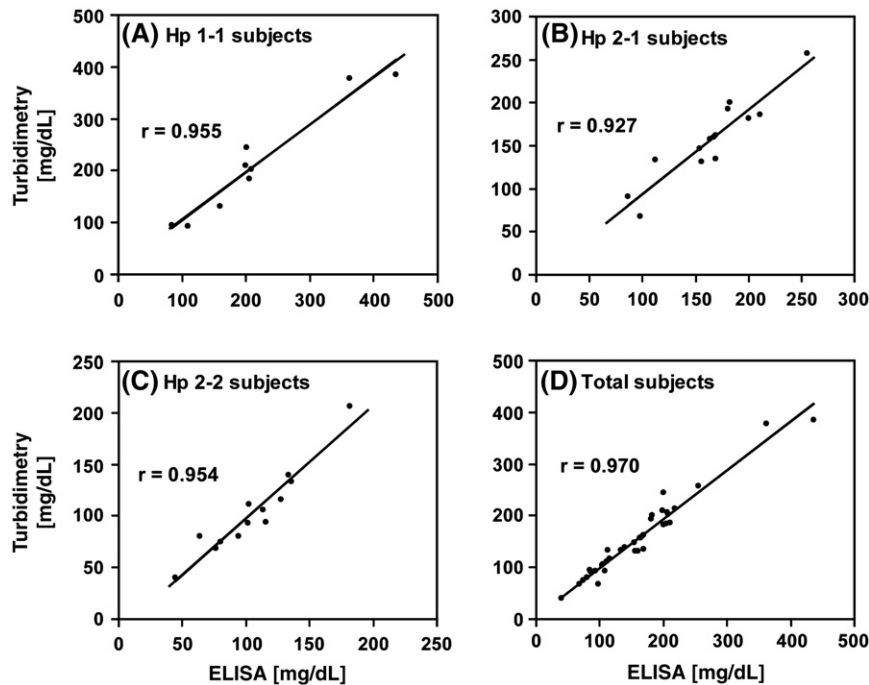 (A) Hp 1-1 subjects
r = 0.955
Turbidimetry
[mg/dL]
500
400
300
200
100
0
0 100 200 300 400 500
(B) Hp 2-1 subjects
r = 0.927
300
250
200
150
100
50
0
0 50 100 150 200 250 300
(C) Hp 2-2 subjects
r = 0.954
Turbidimetry
[mg/dL]
250
200
150
100
50
0
0 50 100 150 200 250
ELISA [mg/dL]
(D) Total subjects
r = 0.970
500
400
300
200
100
0
0 100 200 300 400 500
ELISA [mg/dL]